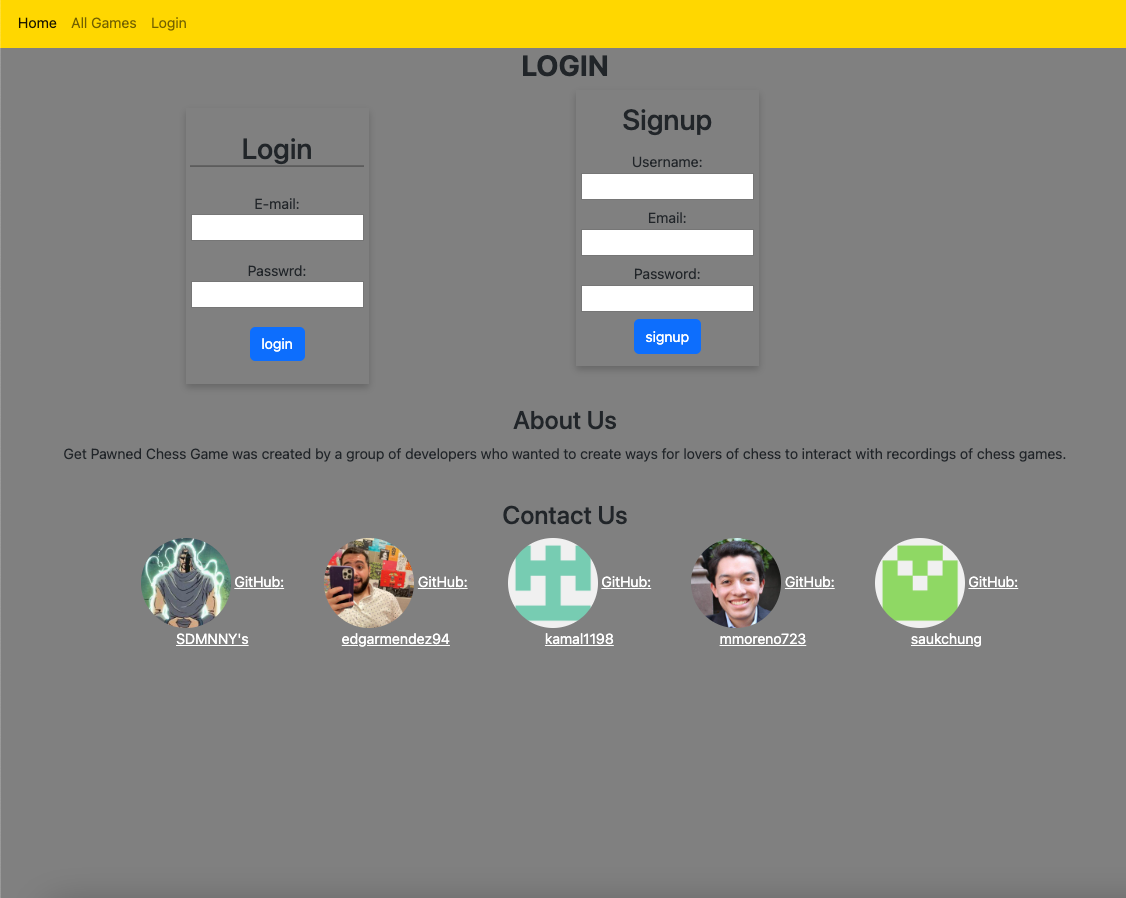 Home All Games Login
LOGIN
Login
E-mail:
Passwrd:
login
Signup
Username:
Email:
Password:
signup
About Us
Get Pawned Chess Game was created by a group of developers who wanted to create ways for lovers of chess to interact with recordings of chess games.
Contact Us
GitHub:
SDMNNY's
GitHub:
edgarmendez94
GitHub:
kamal1198
GitHub:
mmoreno723
GitHub:
saukchung